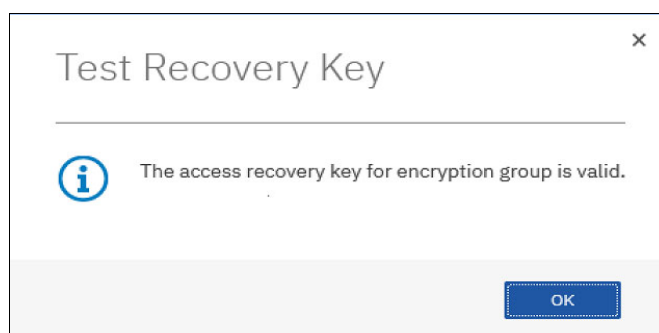 Test Recovery Key
The access recovery key for encryption group is valid.
OK